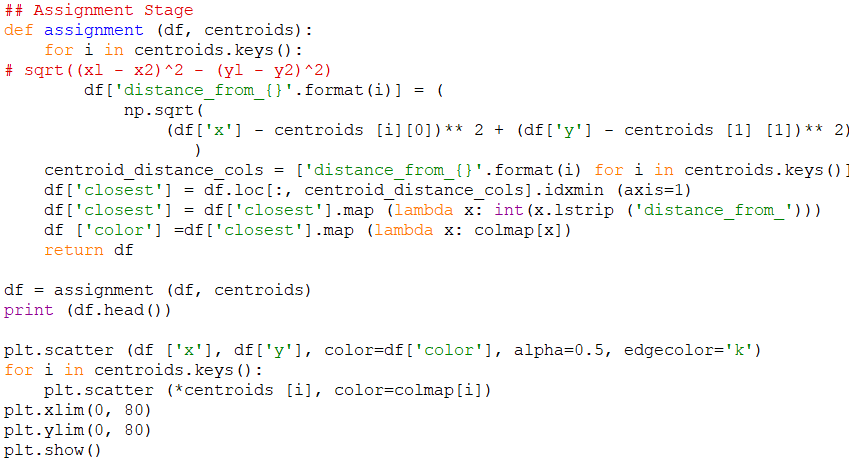 ## Assignment Stage
def assignment (df, centroids):
    for i in centroids.keys():
# sqrt((xl - x2)^2 - (yl - y2)^2)
        df['distance_from_{}'.format(i)] = (
            np.sqrt(
                (df['x'] - centroids [i][0])** 2 + (df['y'] - centroids [1] [1])** 2)
                   )
    centroid_distance_cols = ['distance_from_{}'.format(i) for i in centroids.keys()]
    df['closest'] = df.loc[:, centroid_distance_cols].idxmin (axis=1)
    df['closest'] = df['closest'].map (lambda x: int(x.lstrip ('distance_from_')))
    df ['color'] =df['closest'].map (lambda x: colmap[x])
    return df

df = assignment (df, centroids)
print (df.head())

plt.scatter (df ['x'], df['y'], color=df['color'], alpha=0.5, edgecolor='k')
for i in centroids.keys():
    plt.scatter (*centroids [i], color=colmap[i])
plt.xlim(0, 80)
plt.ylim(0, 80)
plt.show()